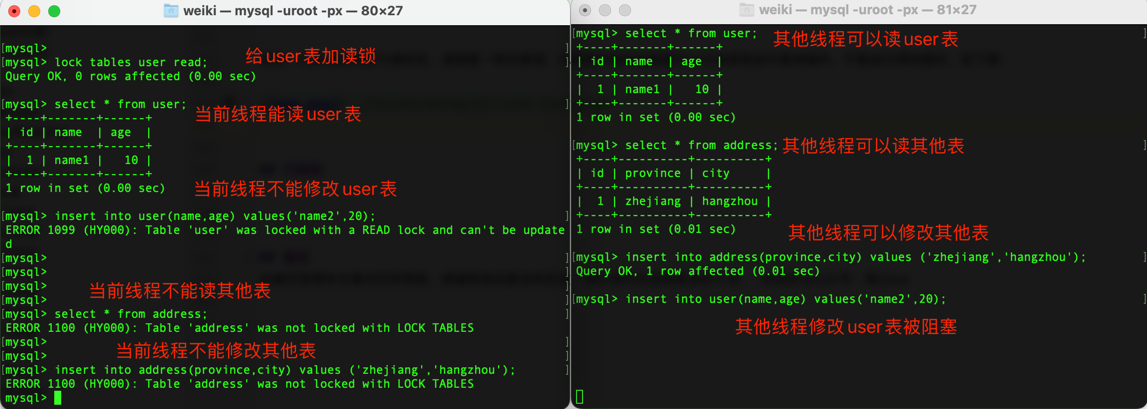 weiki — mysql -uroot -px — 80×27
mysql>
mysql> lock tables user read;
给user表加读锁
Query OK, 0 rows affected (0.00 sec)
mysql> select * from user;
当前线程能读user表
+----+-------+------+
| id | name  | age  |
+----+-------+------+
|  1 | name1 |   10 |
+----+-------+------+
1 row in set (0.00 sec)
当前线程不能修改user表
mysql> insert into user(name,age) values('name2',20);
ERROR 1099 (HY000): Table 'user' was locked with a READ lock and can't be update
d
mysql>
mysql>
mysql>
当前线程不能读其他表
mysql>
mysql> select * from address;
ERROR 1100 (HY000): Table 'address' was not locked with LOCK TABLES
mysql>
当前线程不能修改其他表
mysql>
mysql> insert into address(province,city) values ('zhejiang','hangzhou');
ERROR 1100 (HY000): Table 'address' was not locked with LOCK TABLES
mysql>
weiki — mysql -uroot -px — 81×27
mysql> select * from user;
其他线程可以读user表
+----+-------+------+
| id | name  | age  |
+----+-------+------+
|  1 | name1 |   10 |
+----+-------+------+
1 row in set (0.00 sec)
mysql> select * from address;
其他线程可以读其他表
+----+----------+----------+
| id | province | city     |
+----+----------+----------+
|  1 | zhejiang | hangzhou |
+----+----------+----------+
1 row in set (0.01 sec)
其他线程可以修改其他表
mysql> insert into address(province,city) values ('zhejiang','hangzhou');
Query OK, 1 row affected (0.01 sec)
mysql> insert into user(name,age) values('name2',20);
其他线程修改user表被阻塞